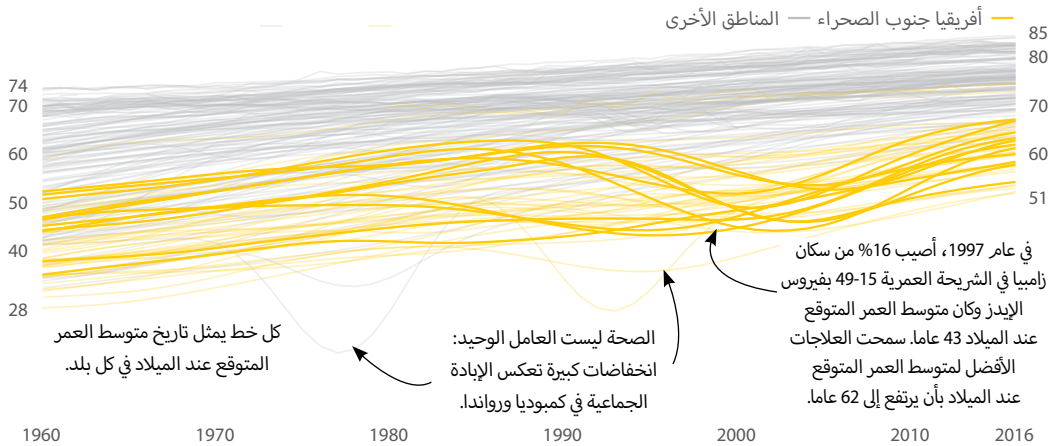 أفريقيا جنوب الصحراء
المناطق الأخرى
74
70
60
50
40
28
85
80
70
60
51
كل خط يمثل تاريخ متوسط العمر
المتوقع عند الميلاد في كل بلد.
الصحة ليست العامل الوحيد:
انخفاضات كبيرة تعكس الإبادة
الجماعية في كمبوديا ورواندا.
في عام 1997، أصيب 16% من سكان
زامبيا في الشريحة العمرية 15-49 بفيروس
الإيدز وكان متوسط العمر المتوقع
عند الميلاد 43 عاما. سمحت العلاجات
الأفضل لمتوسط العمر المتوقع
عند الميلاد بأن يرتفع إلى 62 عاما.
1960
1970
1980
1990
2000
2010
2016